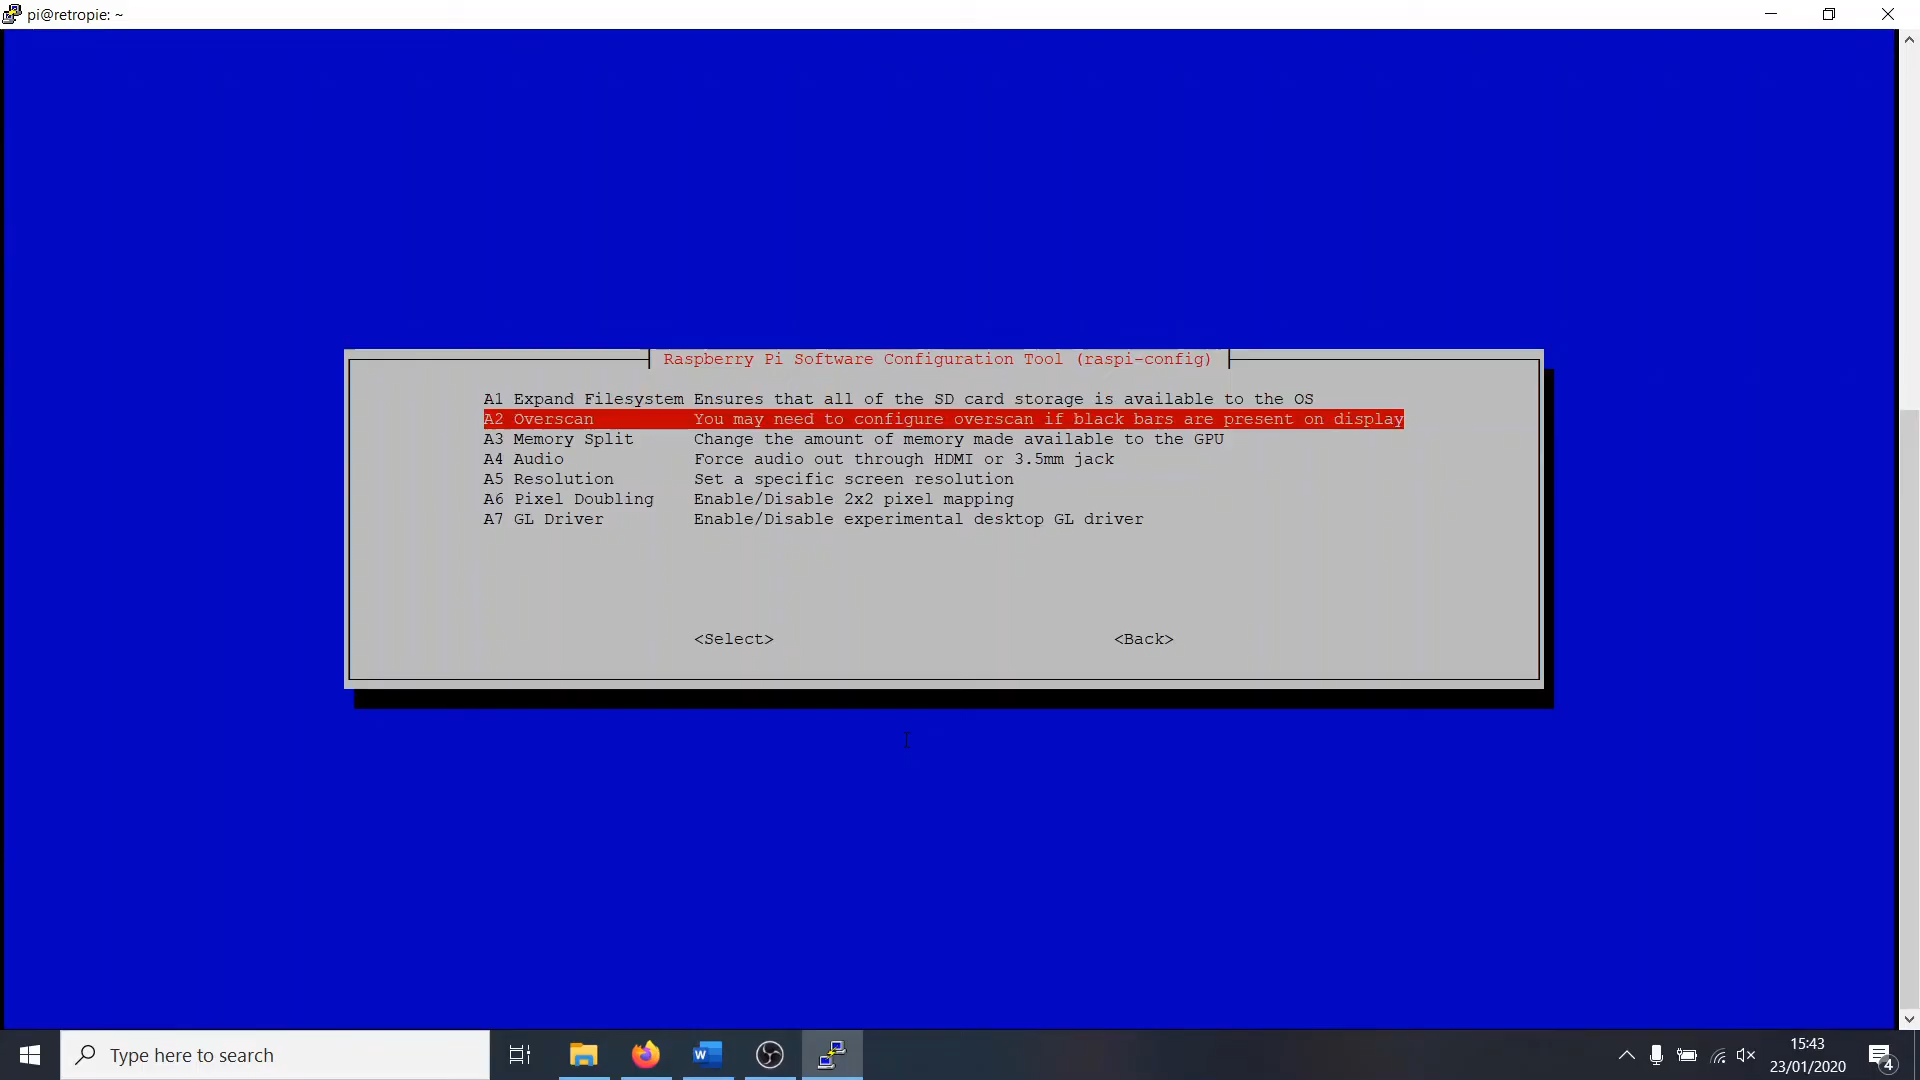 pi@retropie: ~
Raspberry Pi Software Configuration Tool (raspi-config)
A1 Expand Filesystem Ensures that all of the SD card storage is available to the OS
A2 Overscan You may need to configure overscan if black bars are present on display
A3 Memory Split Change the amount of memory made available to the GPU
A4 Audio Force audio out through HDMI or 3.5mm jack
A5 Resolution Set a specific screen resolution
A6 Pixel Doubling Enable/Disable 2x2 pixel mapping
A7 GL Driver Enable/Disable experimental desktop GL driver
<Select> <Back>
Type here to search
W
15:43
23/01/2020
4